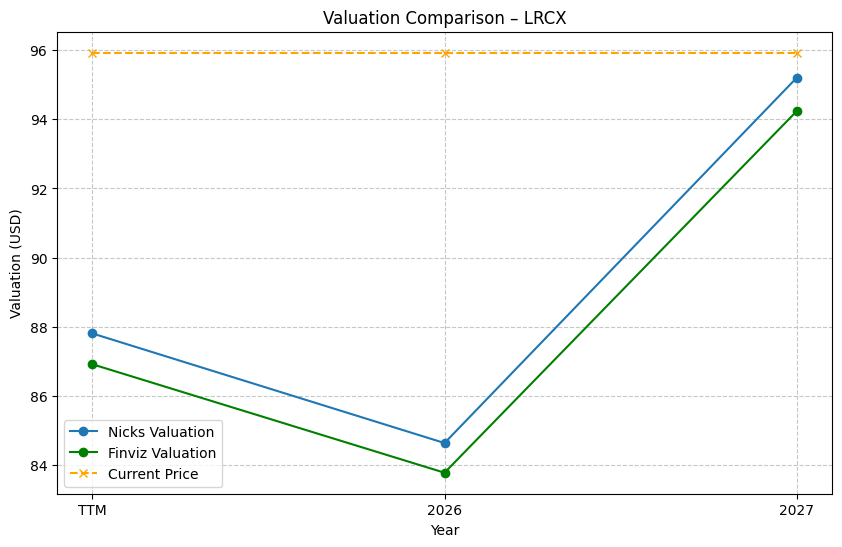 Valuation Comparison – LRCX
Valuation (USD)
96
94
92
90
88
86
84
Nicks Valuation
Finviz Valuation
Current Price
TTM
2026
2027
Year